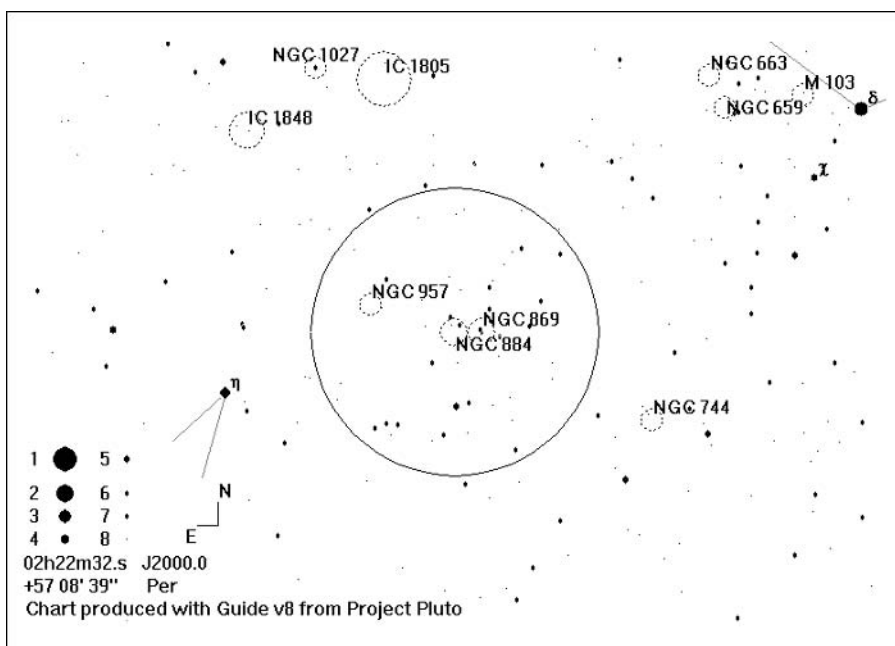 NGC 1027
IC 1805
NGC 663
M 103
δ
IC 1848
NGC 659
χ
NGC 957
NGC 869
NGC 884
η
NGC 744
1 5
2 6
3 7
4 8
N
E
02h22m32.s J2000.0
+57 08' 39" Per
Chart produced with Guide v8 from Project Pluto